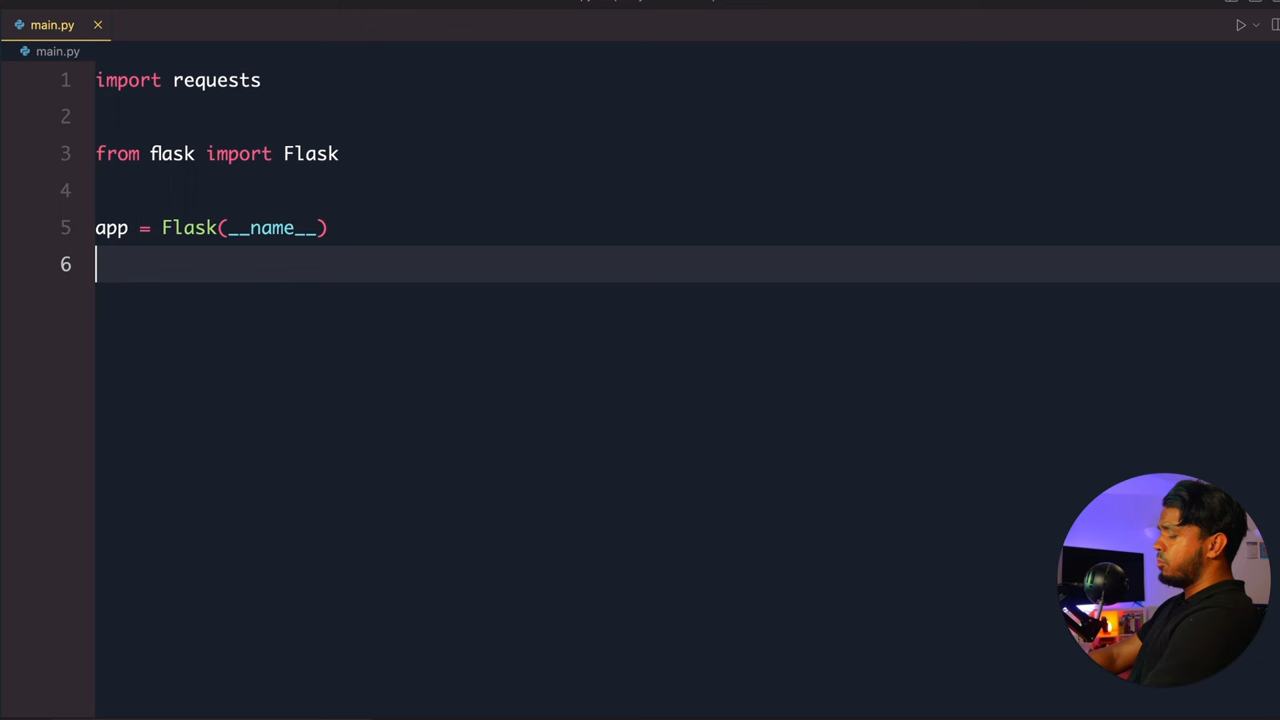 main.py
main.py
1 import requests
2
3 from flask import Flask
4
5 app = Flask(__name__)
6